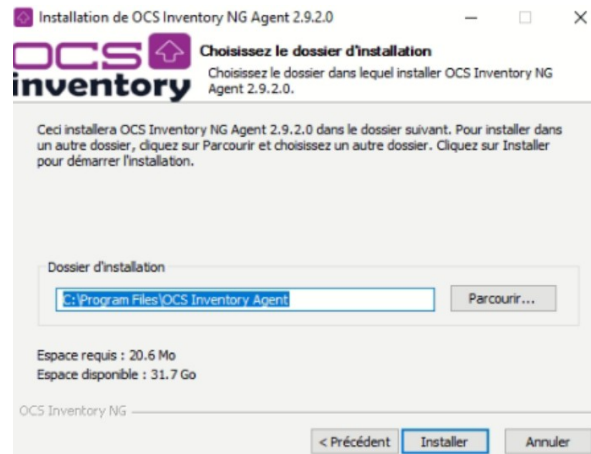 Installation de OCS Inventory NG Agent 2.9.2.0
OCS
inventory
Choisissez le dossier d'installation
Choisissez le dossier dans lequel installer OCS Inventory NG
Agent 2.9.2.0.
Ceci installera OCS Inventory NG Agent 2.9.2.0 dans le dossier suivant. Pour installer dans
un autre dossier, cliquez sur Parcourir et choisissez un autre dossier. Cliquez sur Installer
pour démarrer l'installation.
Dossier d'installation
C:\Program Files\OCS Inventory Agent
Parcourir...
Espace requis : 20.6 Mo
Espace disponible : 31.7 Go
OCS Inventory NG
< Précédent
Installer
Annuler